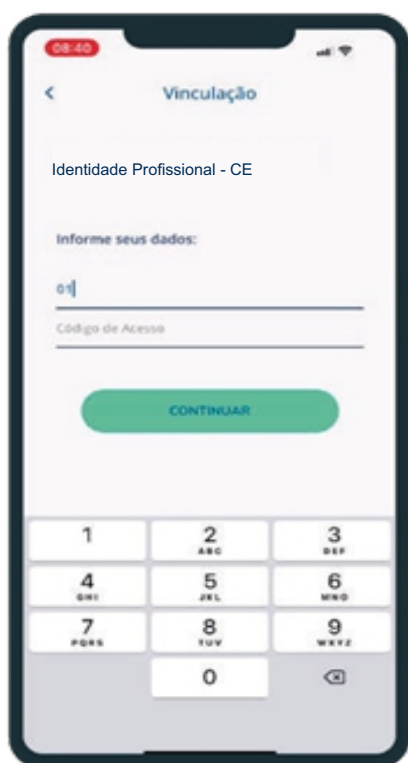 08:40
Vinculação
Identidade Profissional - CE
Informe seus dados:
01
Código de Acesso
CONTINUAR
1 2 3
ABC DEF
4 5 6
GHI JKL MNO
7 8 9
PQRS TUV WXYZ
0